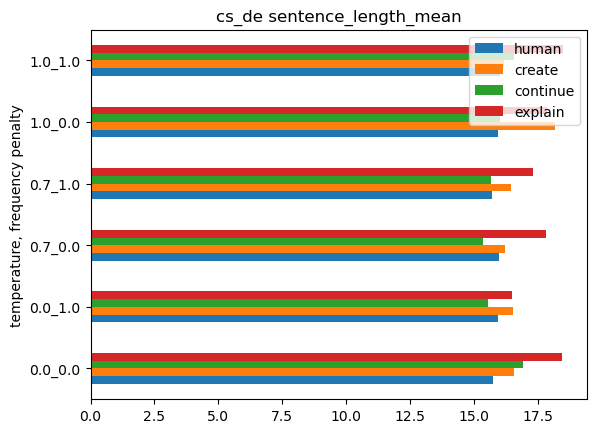 cs_de sentence_length_mean
human
create
continue
explain
temperature, frequency penalty
1.0_1.0
1.0_0.0
0.7_1.0
0.7_0.0
0.0_1.0
0.0_0.0
0.0 2.5 5.0 7.5 10.0 12.5 15.0 17.5